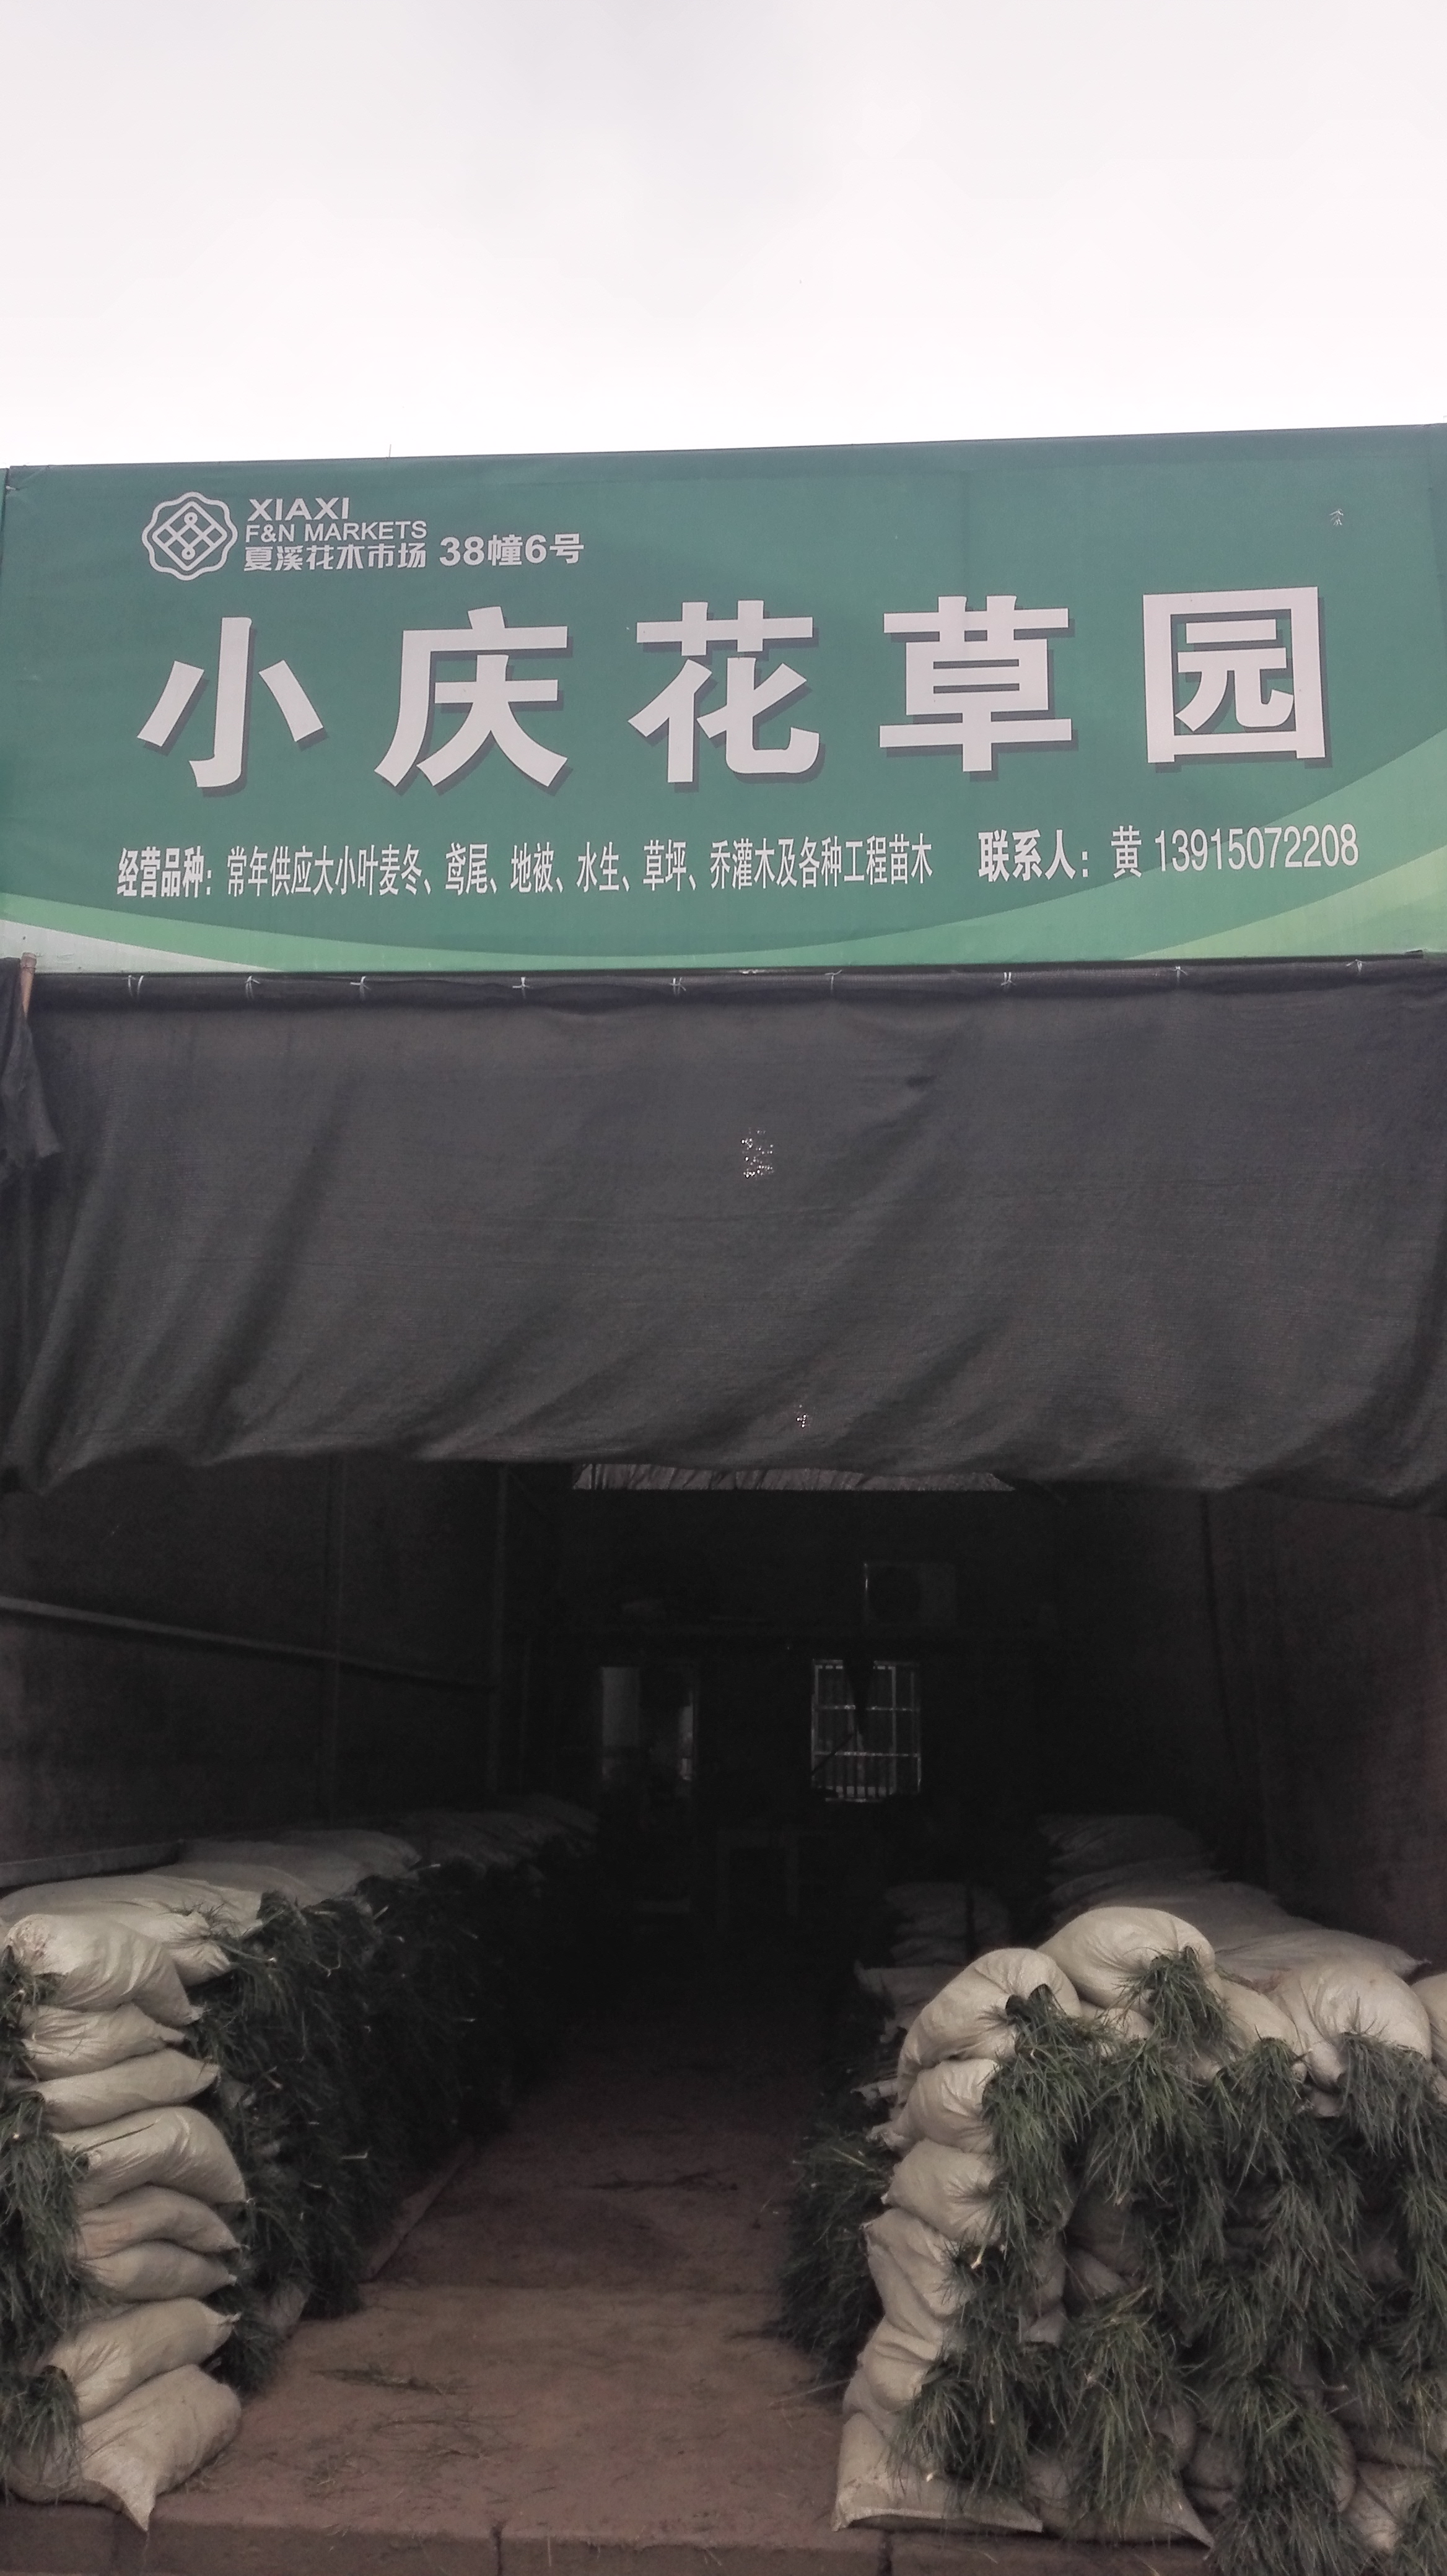 XIAXI
F&N MARKETS
夏溪花木市场 38幢6号
小庆花草园
经营品种：常年供应大小叶麦冬、鸢尾、地被、水生、草坪、乔灌木及各种工程苗木 联系人：黄 13915072208